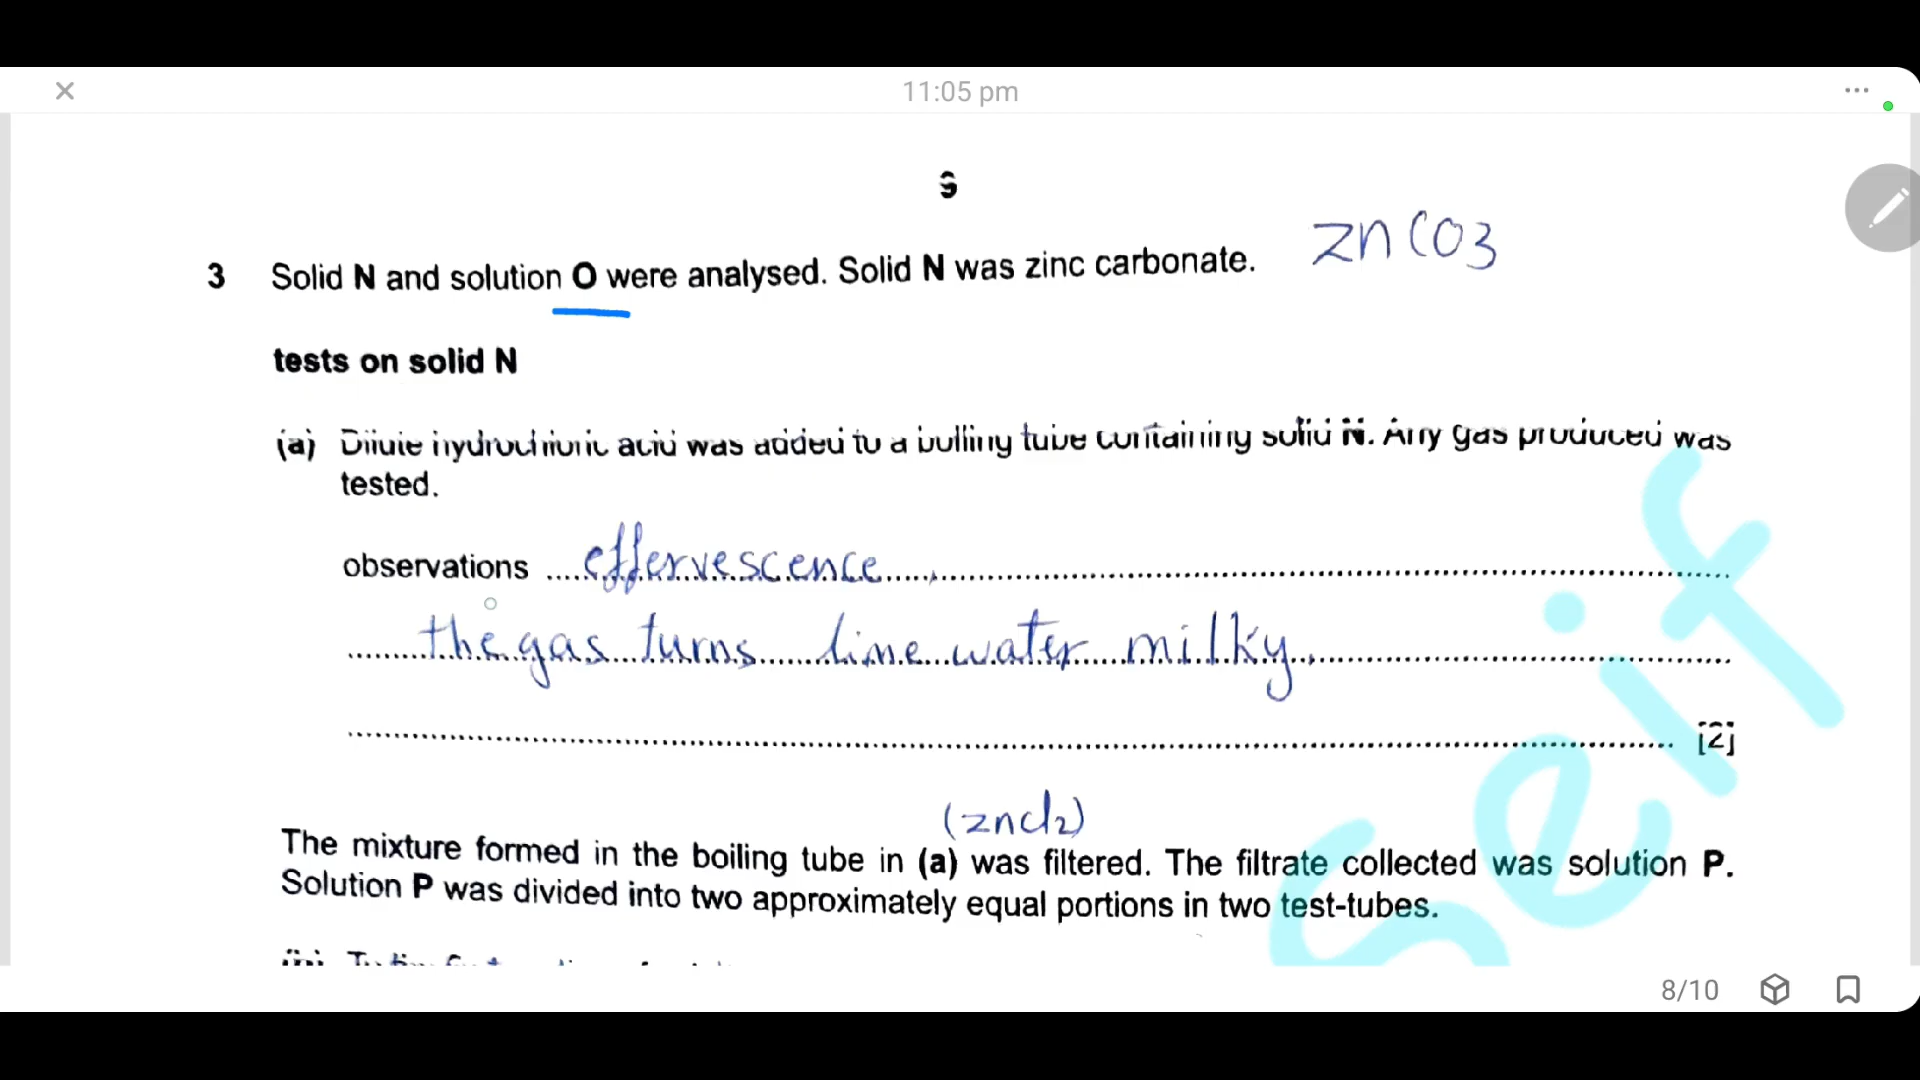 11:05 pm
3 Solid N and solution O were analysed. Solid N was zinc carbonate. znCO3
tests on solid N
(a) Dilute hydrochloric acid was added to a boiling tube containing solid N. Any gas produced was
tested.
observations effervescence
the gas turns lime water milky.
[2]
(zncl2)
The mixture formed in the boiling tube in (a) was filtered. The filtrate collected was solution P.
Solution P was divided into two approximately equal portions in two test-tubes.
Seif
8/10